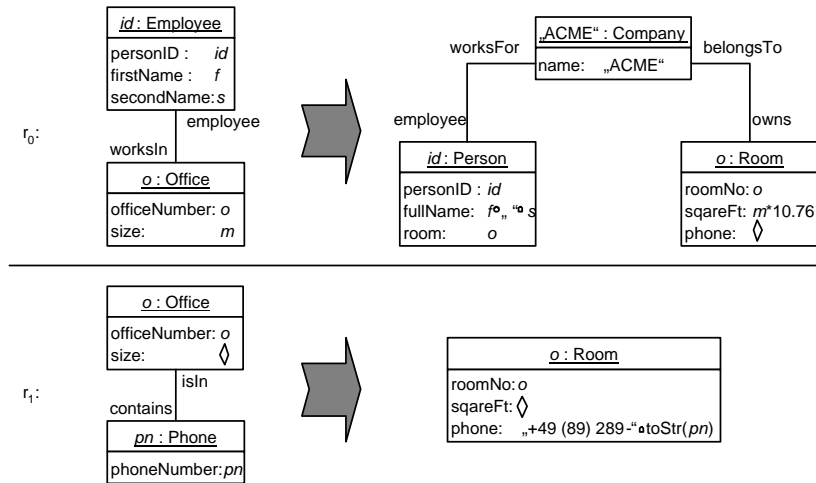 id : Employee
personID : id
firstName : f
secondName: s
employee
worksIn
r0:
o : Office
officeNumber: o
size: m
„ACME“ : Company
name: „ACME“
worksFor
belongsTo
employee
owns
id : Person
personID : id
fullName: f ∘ „ “ ∘ s
room: o
o : Room
roomNo: o
sqareFt: m*10.76
phone: ◊
r1:
o : Office
officeNumber: o
size: ◊
isIn
contains
pn : Phone
phoneNumber: pn
o : Room
roomNo: o
sqareFt: ◊
phone: „+49 (89) 289-“ ∘ toStr(pn)